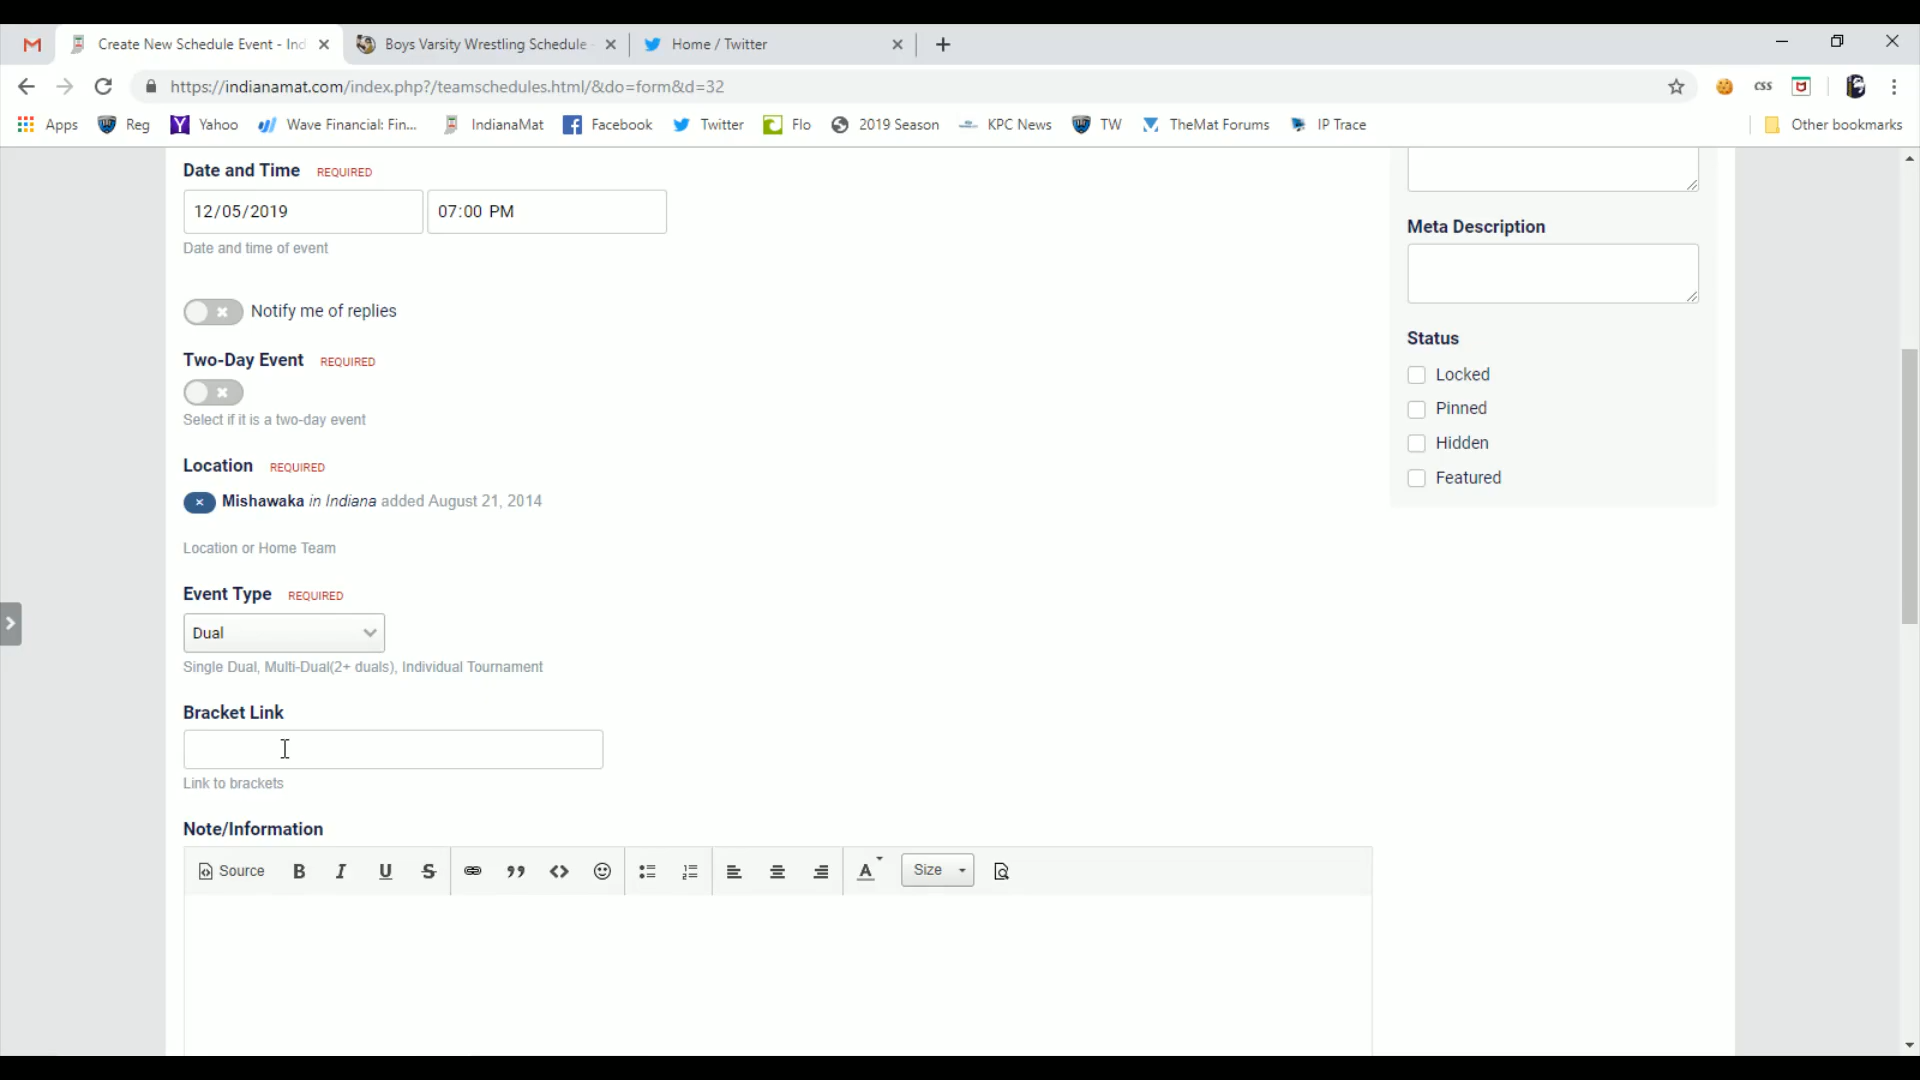 Create New Schedule Event - Ind
Boys Varsity Wrestling Schedule -
Home / Twitter
https://indianamat.com/index.php?/teamschedules.html/&do=form&d=32
CSS
Apps
Reg
Yahoo
Wave Financial: Fin...
IndianaMat
Facebook
Twitter
Flo
2019 Season
KPC News
TW
TheMat Forums
IP Trace
Other bookmarks
Date and Time REQUIRED
12/05/2019 07:00 PM
Date and time of event
Notify me of replies
Two-Day Event REQUIRED
Select if it is a two-day event
Location REQUIRED
Mishawaka in Indiana added August 21, 2014
Location or Home Team
Event Type REQUIRED
Dual
Single Dual, Multi-Dual(2+ duals), Individual Tournament
Bracket Link
Link to brackets
Note/Information
Source B I U S A Size
Meta Description
Status
Locked
Pinned
Hidden
Featured